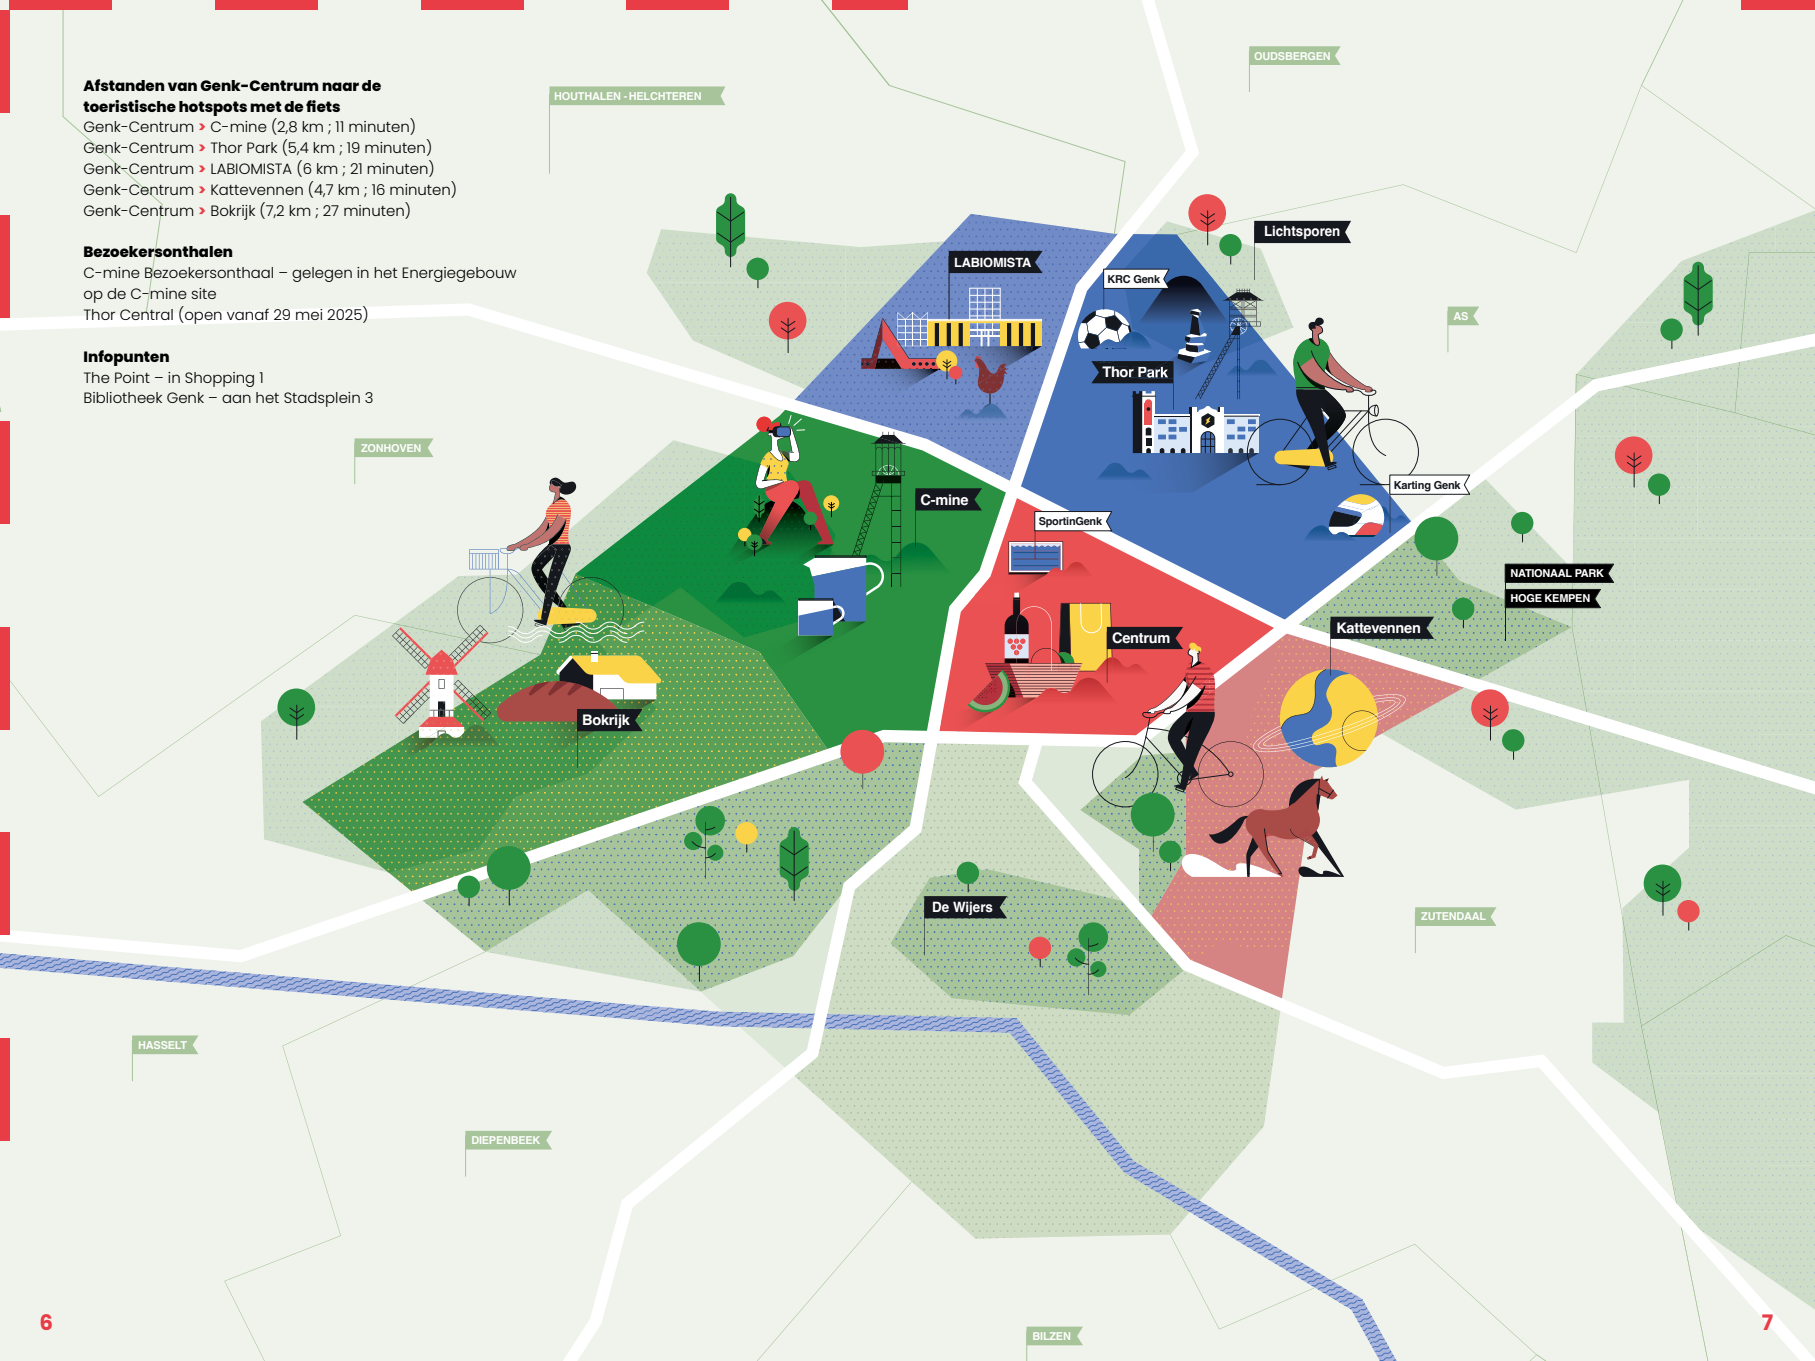 Afstanden van Genk-Centrum naar de
toeristische hotspots met de fiets
Genk-Centrum > C-mine (2,8 km ; 11 minuten)
Genk-Centrum > Thor Park (5,4 km ; 19 minuten)
Genk-Centrum > LABIOMISTA (6 km ; 21 minuten)
Genk-Centrum > Kattevennen (4,7 km ; 16 minuten)
Genk-Centrum > Bokrijk (7,2 km ; 27 minuten)
Bezoekersonthalen
C-mine Bezoekersonthaal – gelegen in het Energiegebouw
op de C-mine site
Thor Central (open vanaf 29 mei 2025)
Infopunten
The Point – in Shopping 1
Bibliotheek Genk – aan het Stadsplein 3
OUDSBERGEN
HOUTHALEN - HELCHTEREN
Lichtsporen
LABIOMISTA
KRC Genk
AS
Thor Park
ZONHOVEN
Karting Genk
C-mine
SportinGenk
NATIONAAL PARK
HOGE KEMPEN
Kattevennen
Centrum
Bokrijk
De Wijers
ZUTENDAAL
HASSELT
DIEPENBEEK
BILZEN
6
7